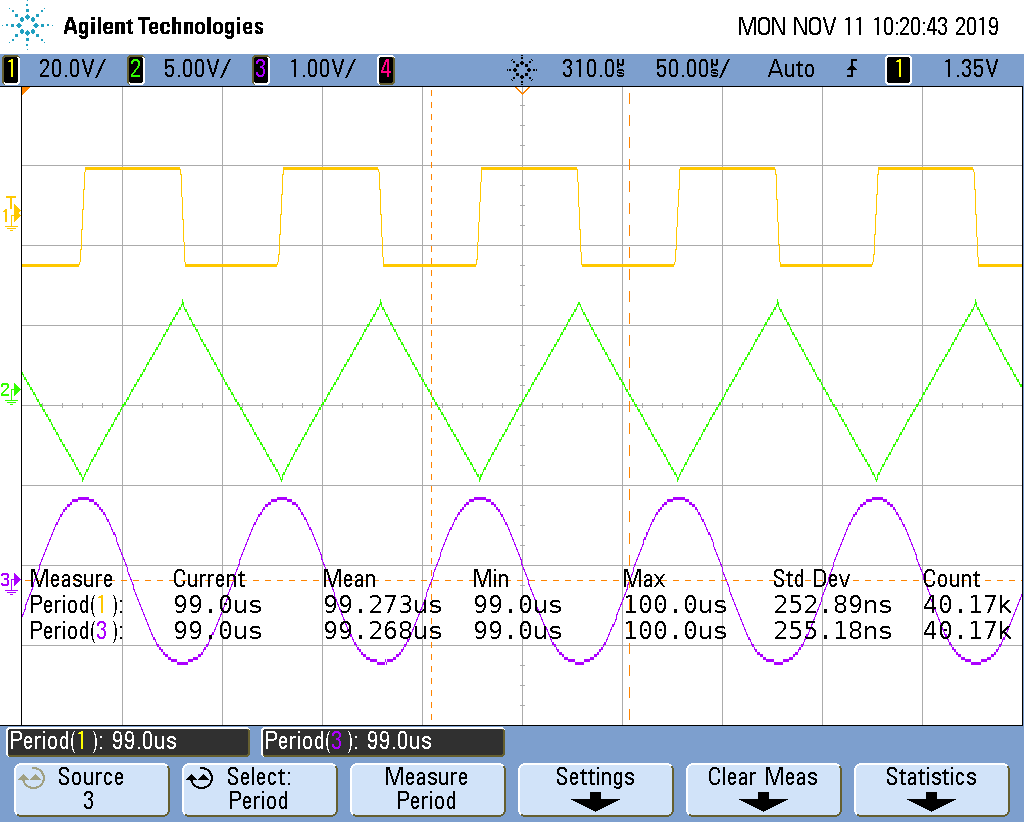 Agilent Technologies MON NOV 11 10:20:43 2019
1 20.0V/ 2 5.00V/ 3 1.00V/ 4 310.0µs 50.00µs/ Auto 1 1.35V
T
1
2
3
Measure Current Mean Min Max Std Dev Count
Period(1): 99.0us 99.273us 99.0us 100.0us 252.89ns 40.17k
Period(3): 99.0us 99.268us 99.0us 100.0us 255.18ns 40.17k
Period(1): 99.0us Period(3): 99.0us
Source Select: Measure Settings Clear Meas Statistics
3 Period Period